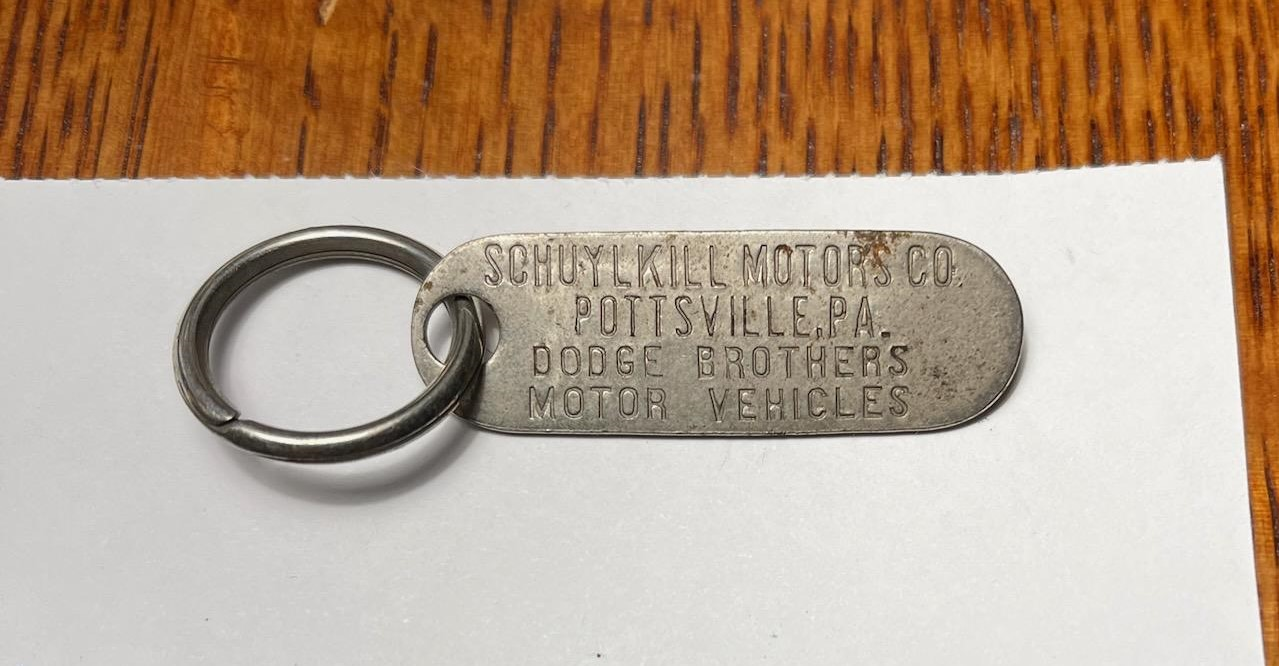 SCHUYLKILL MOTORS CO.
POTTSVILLE, PA.
DODGE BROTHERS
MOTOR VEHICLES